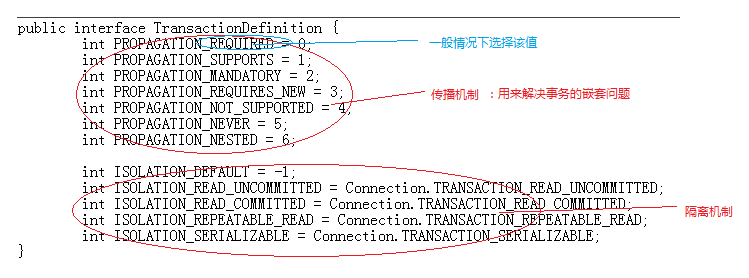 public interface TransactionDefinition {
int PROPAGATION_REQUIRED = 0; 一般情况下选择该值
int PROPAGATION_SUPPORTS = 1;
int PROPAGATION_MANDATORY = 2;
int PROPAGATION_REQUIRES_NEW = 3; 传播机制 :用来解决事务的嵌套问题
int PROPAGATION_NOT_SUPPORTED = 4;
int PROPAGATION_NEVER = 5;
int PROPAGATION_NESTED = 6;
int ISOLATION_DEFAULT = -1;
int ISOLATION_READ_UNCOMMITTED = Connection.TRANSACTION_READ_UNCOMMITTED;
int ISOLATION_READ_COMMITTED = Connection.TRANSACTION_READ_COMMITTED; 隔离机制
int ISOLATION_REPEATABLE_READ = Connection.TRANSACTION_REPEATABLE_READ;
int ISOLATION_SERIALIZABLE = Connection.TRANSACTION_SERIALIZABLE;
}